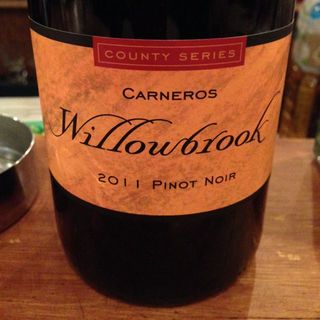 COUNTY SERIES
CARNEROS
Willowbrook
2011 PINOT NOIR